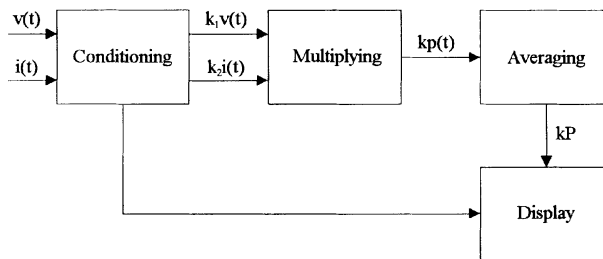 v(t)
k₁v(t)
i(t)
Conditioning
k₂i(t)
Multiplying
kp(t)
Averaging
kP
Display